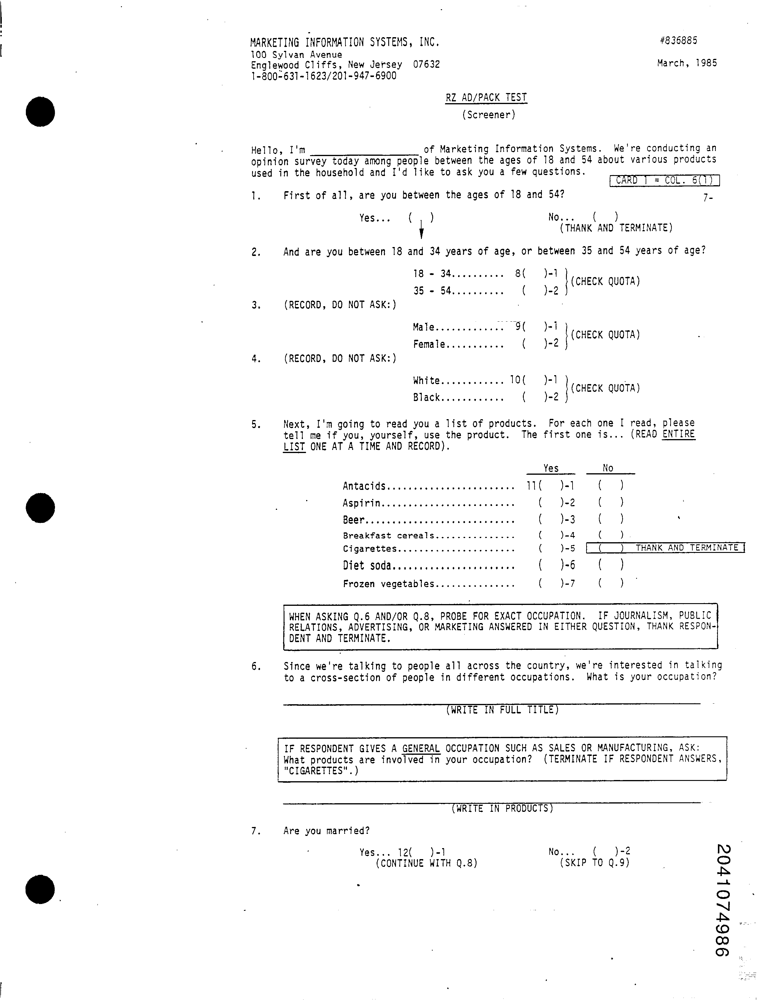 MARKETING INFORMATION SYSTEMS, INC. #836885
100 Sylvan Avenue
Englewood Cliffs, New Jersey 07632 March, 1985
1-800-631-1623/201-947-6900
RZ AD/PACK TEST
(Screener)
Hello, I'm ____________ of Marketing Information Systems. We're conducting an
opinion survey today among people between the ages of 18 and 54 about various products
used in the household and I'd like to ask you a few questions.
CARD 1 = COL. 6(1)
1. First of all, are you between the ages of 18 and 54? 7-
Yes... ( ) No... ( )
(THANK AND TERMINATE)
2. And are you between 18 and 34 years of age, or between 35 and 54 years of age?
18 - 34.......... 8( )-1
(CHECK QUOTA)
35 - 54.......... ( )-2
3. (RECORD, DO NOT ASK:)
Male............. 9( )-1
(CHECK QUOTA)
Female........... ( )-2
4. (RECORD, DO NOT ASK:)
White............ 10( )-1
(CHECK QUOTA)
Black............ ( )-2
5. Next, I'm going to read you a list of products. For each one I read, please
tell me if you, yourself, use the product. The first one is... (READ ENTIRE
LIST ONE AT A TIME AND RECORD).
Yes No
Antacids........................ 11( )-1 ( )
Aspirin......................... ( )-2 ( )
Beer............................ ( )-3 ( )
Breakfast cereals............... ( )-4 ( )
Cigarettes...................... ( )-5 ( ) THANK AND TERMINATE
Diet soda....................... ( )-6 ( )
Frozen vegetables............... ( )-7 ( )
WHEN ASKING Q.6 AND/OR Q.8, PROBE FOR EXACT OCCUPATION. IF JOURNALISM, PUBLIC
RELATIONS, ADVERTISING, OR MARKETING ANSWERED IN EITHER QUESTION, THANK RESPON-
DENT AND TERMINATE.
6. Since we're talking to people all across the country, we're interested in talking
to a cross-section of people in different occupations. What is your occupation?
(WRITE IN FULL TITLE)
IF RESPONDENT GIVES A GENERAL OCCUPATION SUCH AS SALES OR MANUFACTURING, ASK:
What products are involved in your occupation? (TERMINATE IF RESPONDENT ANSWERS,
"CIGARETTES".)
(WRITE IN PRODUCTS)
7. Are you married?
Yes... 12( )-1 No... ( )-2
(CONTINUE WITH Q.8) (SKIP TO Q.9)
2041074986